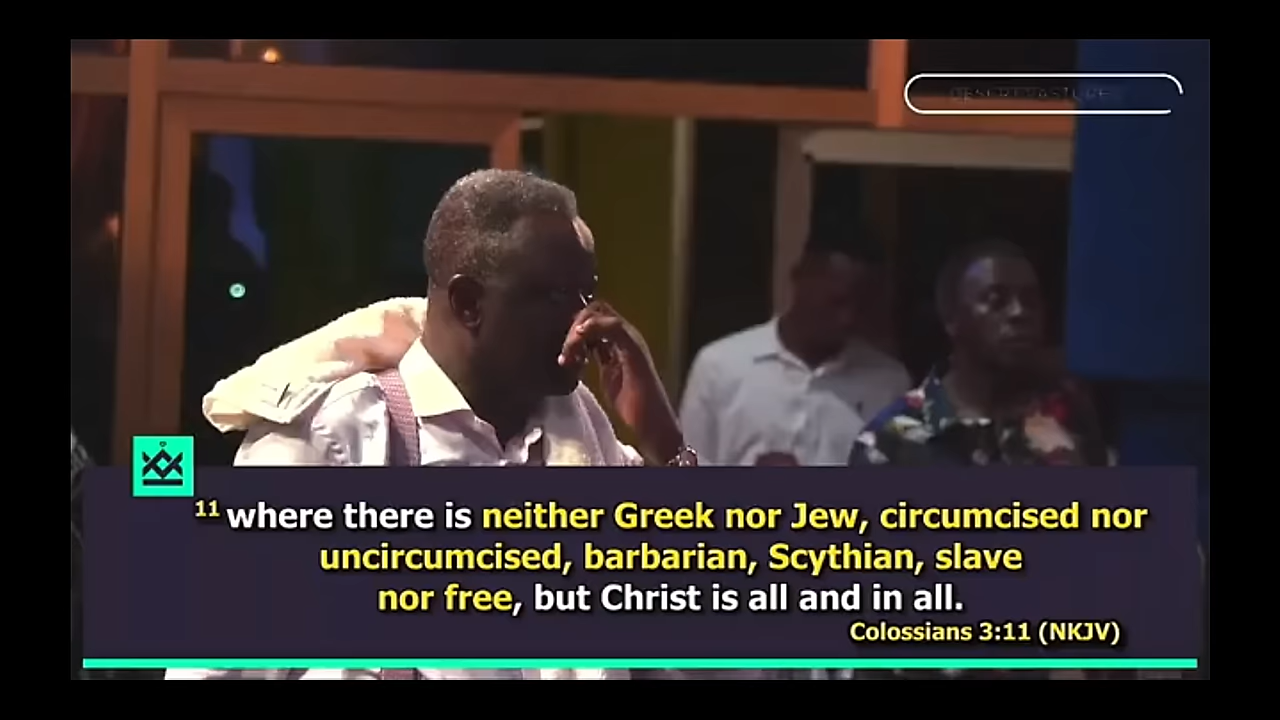 11 where there is neither Greek nor Jew, circumcised nor
uncircumcised, barbarian, Scythian, slave
nor free, but Christ is all and in all.
Colossians 3:11 (NKJV)